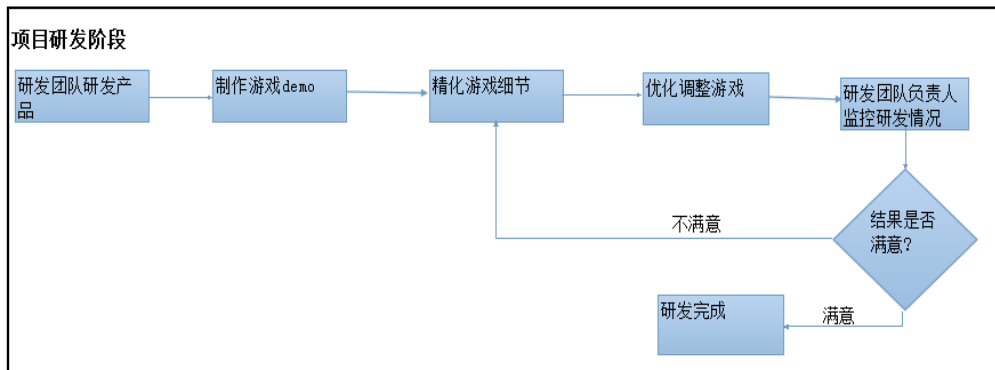 项目研发阶段
研发团队研发产
品
制作游戏demo
精化游戏细节
优化调整游戏
研发团队负责人
监控研发情况
结果是否
满意？
不满意
满意
研发完成